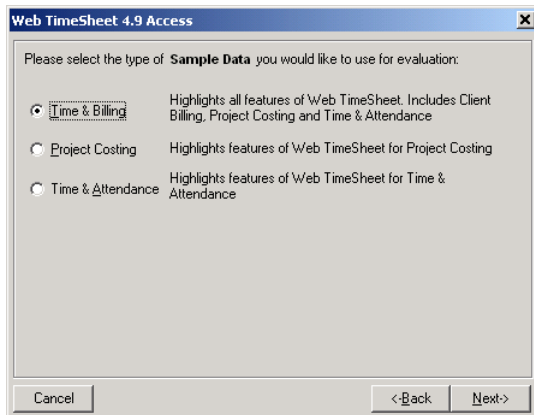 Web TimeSheet 4.9 Access
Please select the type of Sample Data you would like to use for evaluation:
Time & Billing
Highlights all features of Web TimeSheet. Includes Client
Billing, Project Costing and Time & Attendance
Project Costing
Highlights features of Web TimeSheet for Project Costing
Time & Attendance
Highlights features of Web TimeSheet for Time &
Attendance
Cancel
<-Back
Next->